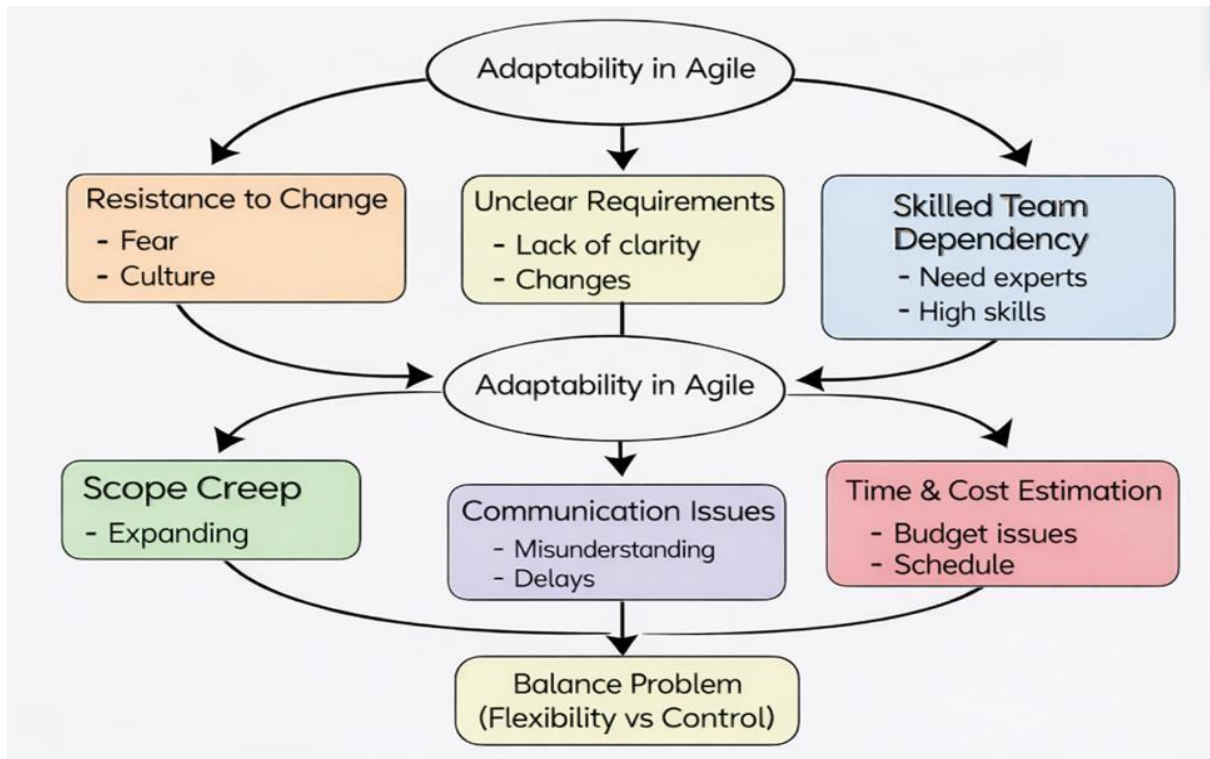 Adaptability in Agile
Resistance to Change
- Fear
- Culture
Unclear Requirements
- Lack of clarity
- Changes
Skilled Team
Dependency
- Need experts
- High skills
Adaptability in Agile
Scope Creep
- Expanding
Communication Issues
- Misunderstanding
- Delays
Time & Cost Estimation
- Budget issues
- Schedule
Balance Problem
(Flexibility vs Control)